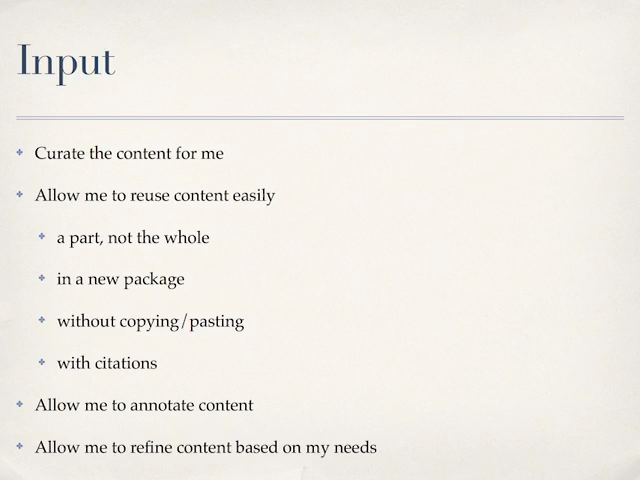 Input
Curate the content for me
Allow me to reuse content easily
a part, not the whole
in a new package
without copying/pasting
with citations
Allow me to annotate content
Allow me to refine content based on my needs